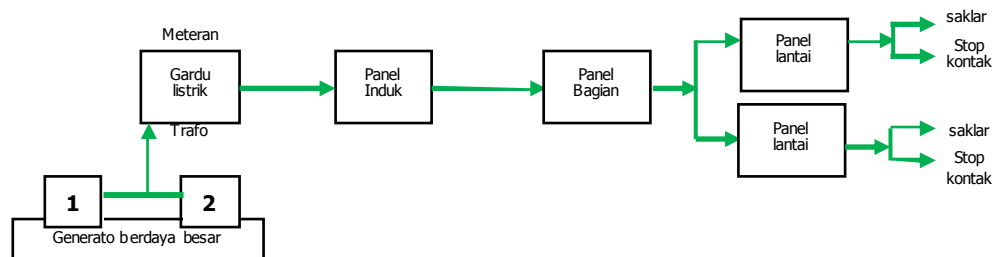 Meteran
Gardu
listrik
Trafo
Panel
Induk
Panel
Bagian
Panel
lantai
saklar
Stop
kontak
Panel
lantai
saklar
Stop
kontak
1
2
Generato berdaya besar